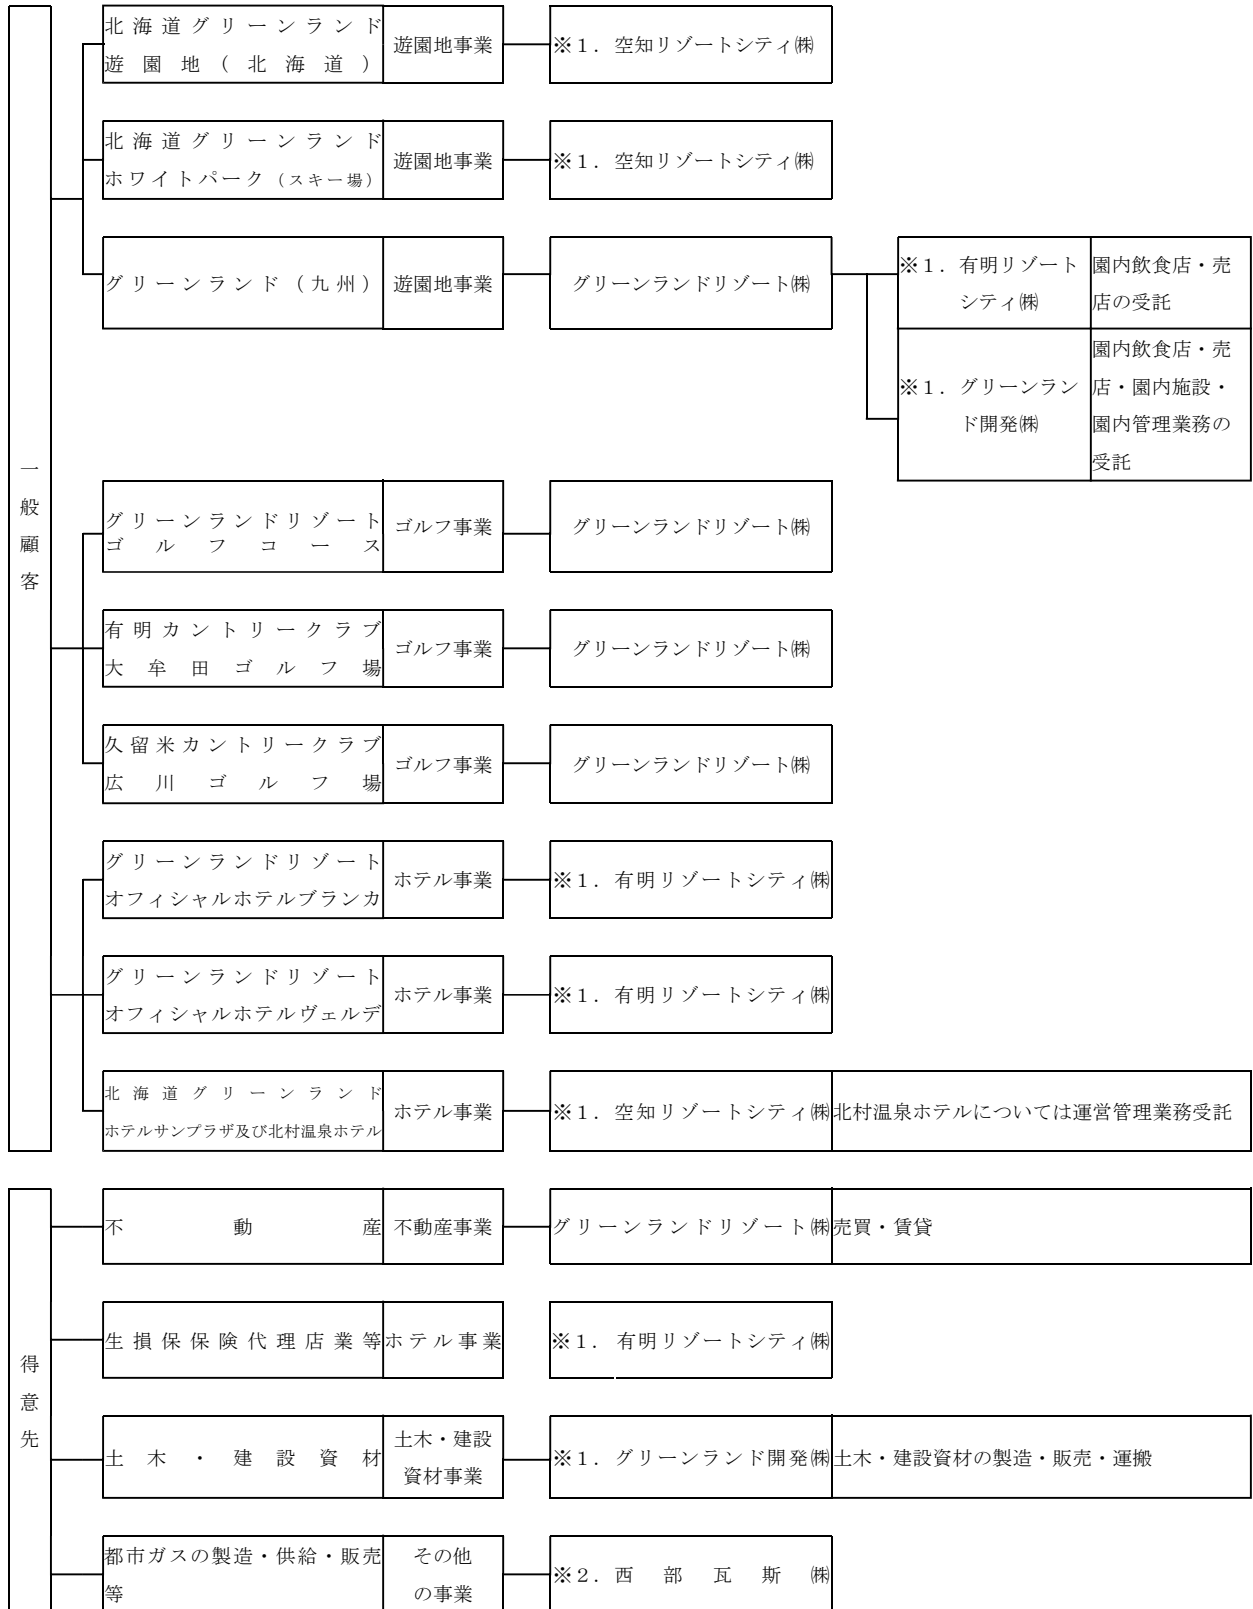 一般顧客
北海道グリーンランド
遊園地(北海道)
遊園地事業
※1.空知リゾートシティ㈱
北海道グリーンランド
ホワイトパーク(スキー場)
遊園地事業
※1.空知リゾートシティ㈱
グリーンランド(九州)
遊園地事業
グリーンランドリゾート㈱
※1.有明リゾート
シティ㈱
園内飲食店・売
店の受託
※1.グリーンラン
ド開発㈱
園内飲食店・売
店・園内施設・
園内管理業務の
受託
グリーンランドリゾート
ゴルフコース
ゴルフ事業
グリーンランドリゾート㈱
有明カントリークラブ
大牟田ゴルフ場
ゴルフ事業
グリーンランドリゾート㈱
久留米カントリークラブ
広川ゴルフ場
ゴルフ事業
グリーンランドリゾート㈱
グリーンランドリゾート
オフィシャルホテルブランカ
ホテル事業
※1.有明リゾートシティ㈱
グリーンランドリゾート
オフィシャルホテルヴェルデ
ホテル事業
※1.有明リゾートシティ㈱
北海道グリーンランド
ホテルサンプラザ及び北村温泉ホテル
ホテル事業
※1.空知リゾートシティ㈱
北村温泉ホテルについては運営管理業務受託
得意先
不動産
不動産事業
グリーンランドリゾート㈱
売買・賃貸
生損保保険代理店業等
ホテル事業
※1.有明リゾートシティ㈱
土木・建設資材
土木・建設
資材事業
※1.グリーンランド開発㈱
土木・建設資材の製造・販売・運搬
都市ガスの製造・供給・販売
等
その他
の事業
※2.西部瓦斯㈱